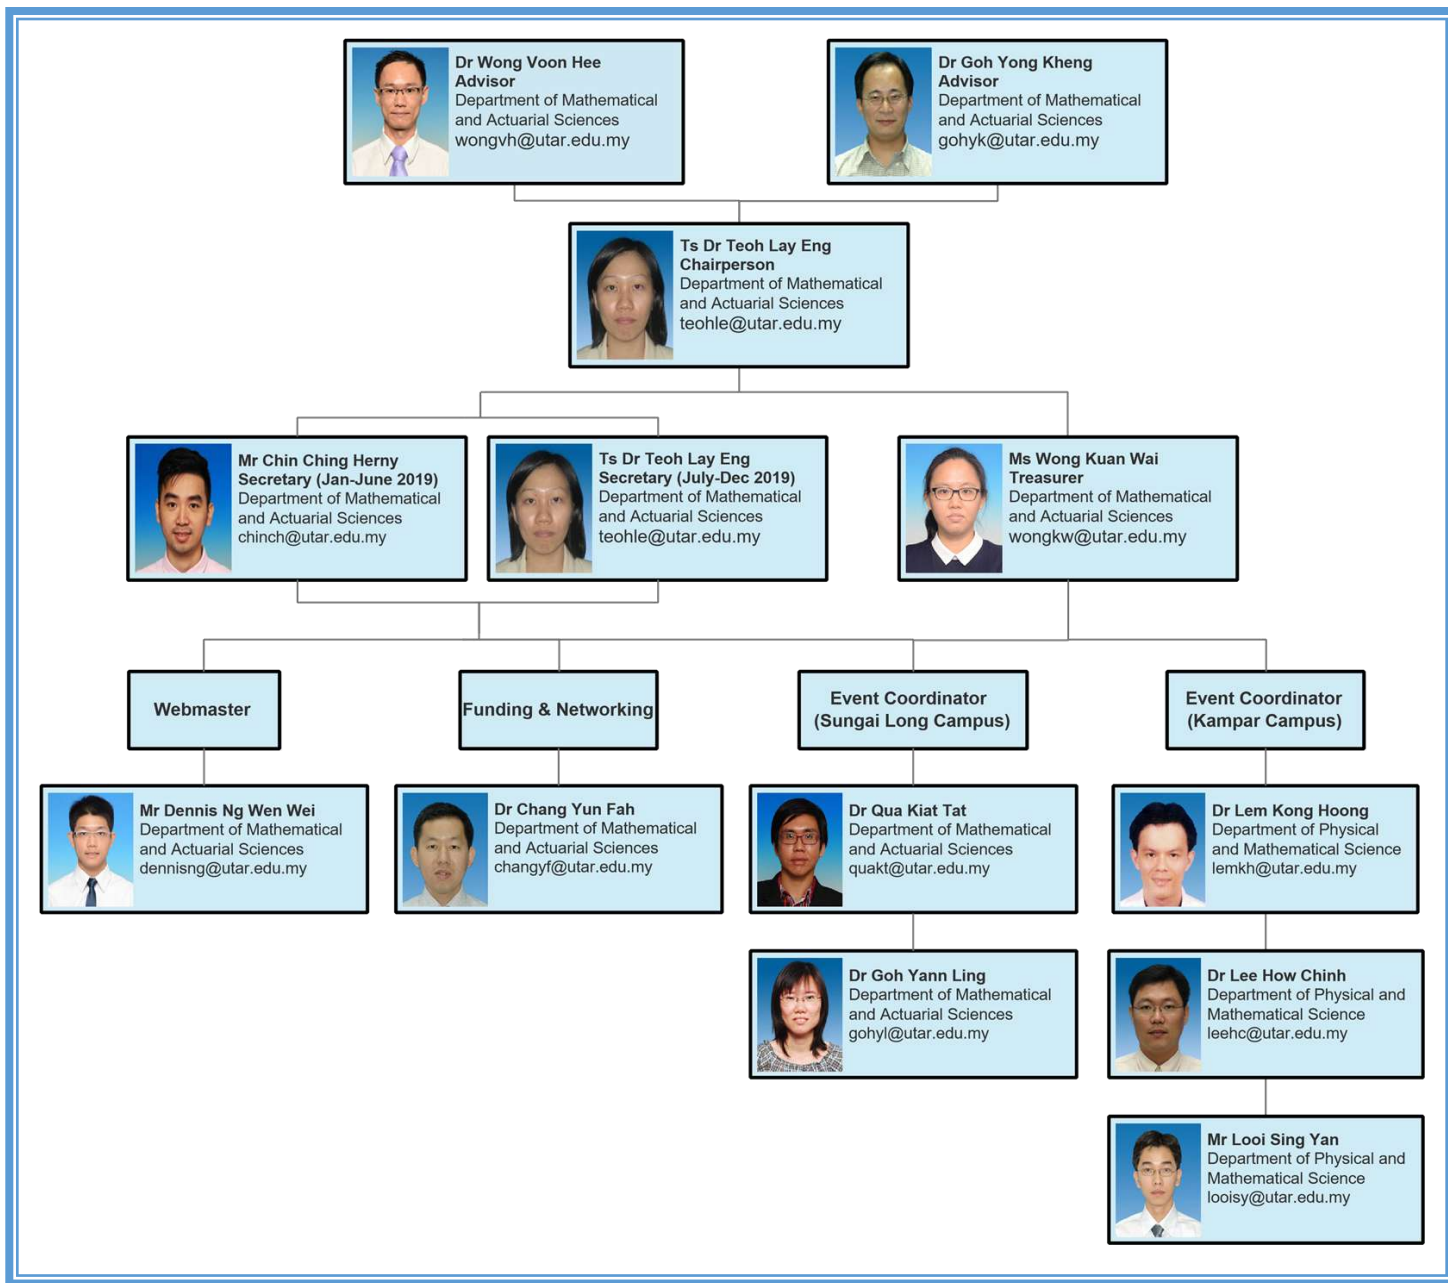 Dr Wong Voon Hee
Advisor
Department of Mathematical
and Actuarial Sciences
wongvh@utar.edu.my
Dr Goh Yong Kheng
Advisor
Department of Mathematical
and Actuarial Sciences
gohyk@utar.edu.my
Ts Dr Teoh Lay Eng
Chairperson
Department of Mathematical
and Actuarial Sciences
teohle@utar.edu.my
Mr Chin Ching Herny
Secretary (Jan-June 2019)
Department of Mathematical
and Actuarial Sciences
chinch@utar.edu.my
Ts Dr Teoh Lay Eng
Secretary (July-Dec 2019)
Department of Mathematical
and Actuarial Sciences
teohle@utar.edu.my
Ms Wong Kuan Wai
Treasurer
Department of Mathematical
and Actuarial Sciences
wongkw@utar.edu.my
Webmaster
Funding & Networking
Event Coordinator
(Sungai Long Campus)
Event Coordinator
(Kampar Campus)
Mr Dennis Ng Wen Wei
Department of Mathematical
and Actuarial Sciences
dennisng@utar.edu.my
Dr Chang Yun Fah
Department of Mathematical
and Actuarial Sciences
changyf@utar.edu.my
Dr Qua Kiat Tat
Department of Mathematical
and Actuarial Sciences
quakt@utar.edu.my
Dr Lem Kong Hoong
Department of Physical
and Mathematical Science
lemkh@utar.edu.my
Dr Goh Yann Ling
Department of Mathematical
and Actuarial Sciences
gohyl@utar.edu.my
Dr Lee How Chinh
Department of Physical and
Mathematical Science
leehc@utar.edu.my
Mr Looi Sing Yan
Department of Physical and
Mathematical Science
looisy@utar.edu.my